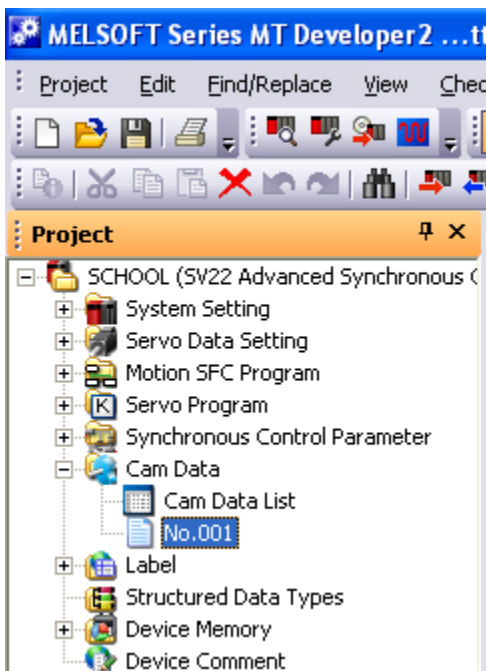 MELSOFT Series MT Developer2 ...tt
Project Edit Find/Replace View Chec
Project
SCHOOL (SV22 Advanced Synchronous C
System Setting
Servo Data Setting
Motion SFC Program
K Servo Program
Synchronous Control Parameter
Cam Data
Cam Data List
No.001
Label
Structured Data Types
Device Memory
Device Comment